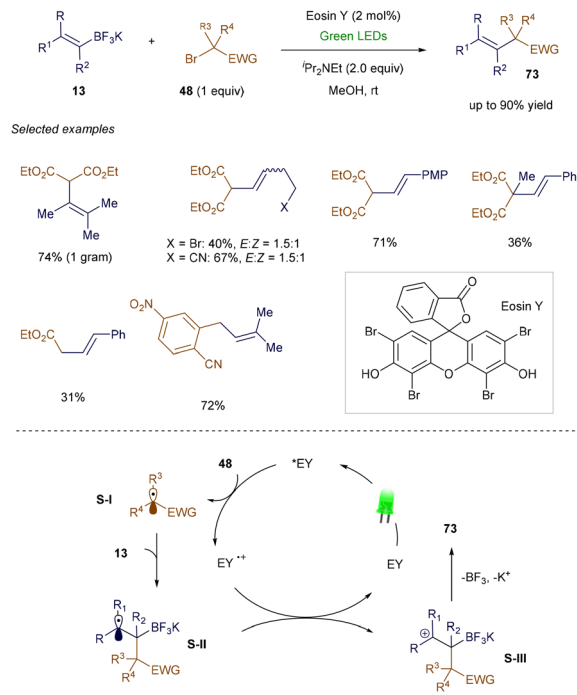 R
R1
BF3K
R2
13
+
R3
R4
Br
EWG
48 (1 equiv)
Eosin Y (2 mol%)
Green LEDs
iPr2NEt (2.0 equiv)
MeOH, rt
R
R1
R2
R3 R4
EWG
73
up to 90% yield
Selected examples
EtO2C CO2Et
Me
Me
Me
74% (1 gram)
EtO2C
EtO2C
X
X = Br: 40%, E:Z = 1.5:1
X = CN: 67%, E:Z = 1.5:1
EtO2C
EtO2C
PMP
71%
EtO2C
Me
Ph
EtO2C
36%
EtO2C
Ph
31%
NO2
Me
Me
CN
72%
O
O
Eosin Y
Br
Br
HO
O
OH
Br
Br
48
*EY
S-I
R3
R4
EWG
13
EY •+
EY
73
-BF3, -K+
R1
R2
BF3K
R
R3
R4
EWG
S-II
R1
R2
BF3K
R
⊕
R3
R4
EWG
S-III